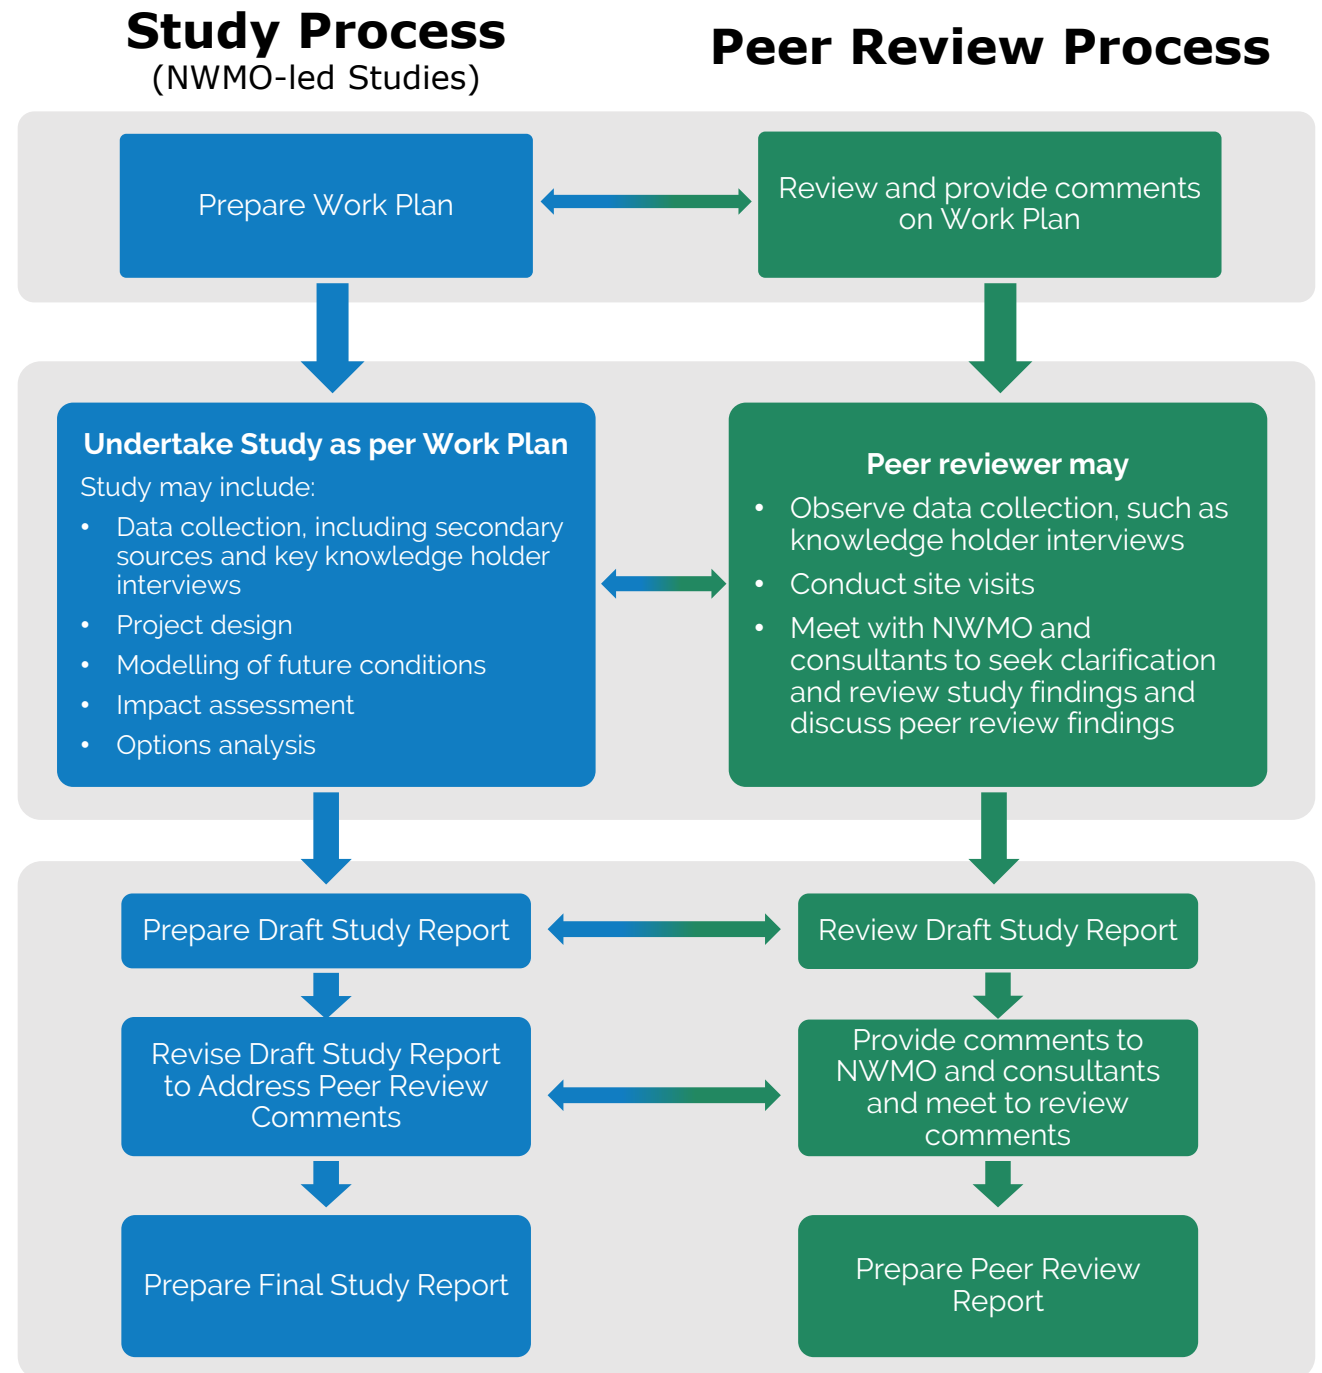 Study Process
(NWMO-led Studies)
Peer Review Process
Prepare Work Plan
Review and provide comments
on Work Plan
Undertake Study as per Work Plan
Study may include:
• Data collection, including secondary
sources and key knowledge holder
interviews
• Project design
• Modelling of future conditions
• Impact assessment
• Options analysis
Peer reviewer may
• Observe data collection, such as
knowledge holder interviews
• Conduct site visits
• Meet with NWMO and
consultants to seek clarification
and review study findings and
discuss peer review findings
Prepare Draft Study Report
Review Draft Study Report
Revise Draft Study Report
to Address Peer Review
Comments
Provide comments to
NWMO and consultants
and meet to review
comments
Prepare Final Study Report
Prepare Peer Review
Report